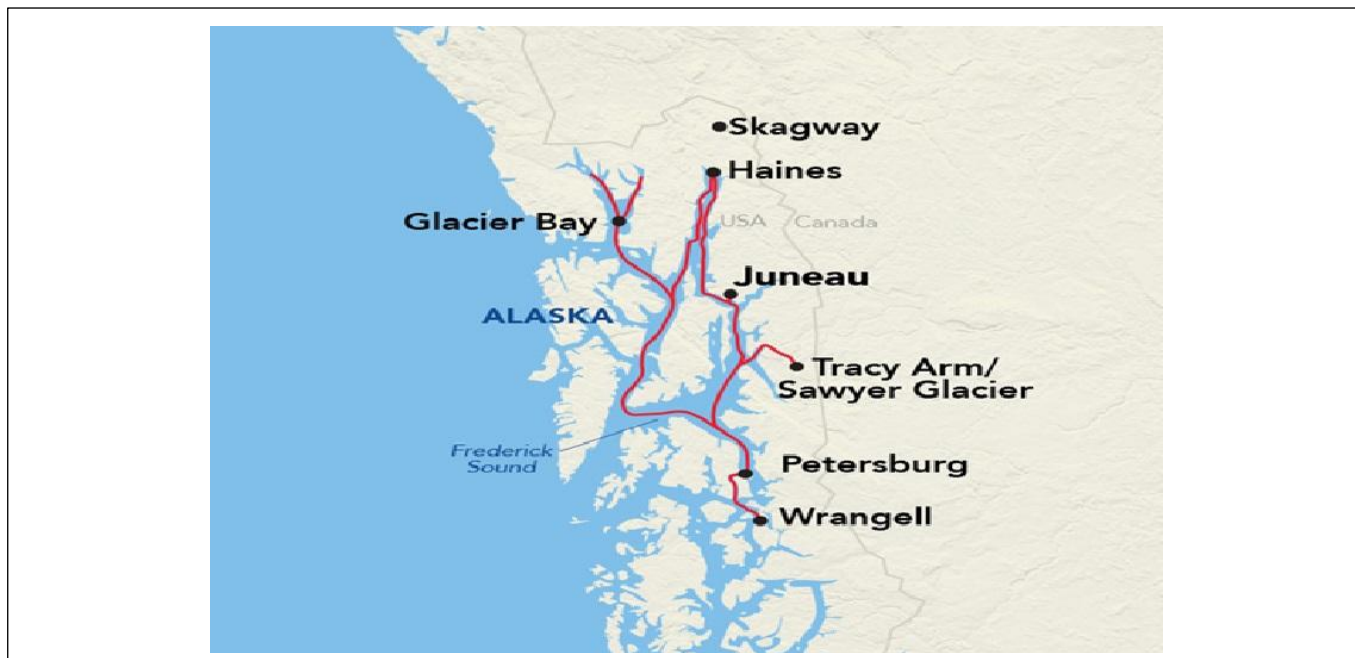 Skagway
Haines
Glacier Bay
USA
Canada
Juneau
ALASKA
Tracy Arm/
Sawyer Glacier
Frederick
Sound
Petersburg
Wrangell